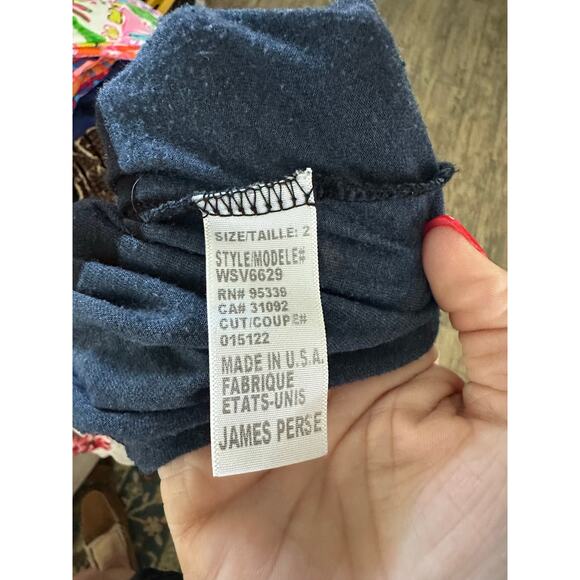 SIZE/TAILLE: 2
STYLE/MODELE#
WSV6629
RN# 95339
CA# 31092
CUT/COUPE#
015122
MADE IN U.S.A.
FABRIQUE
ETATS-UNIS
JAMES PERSE